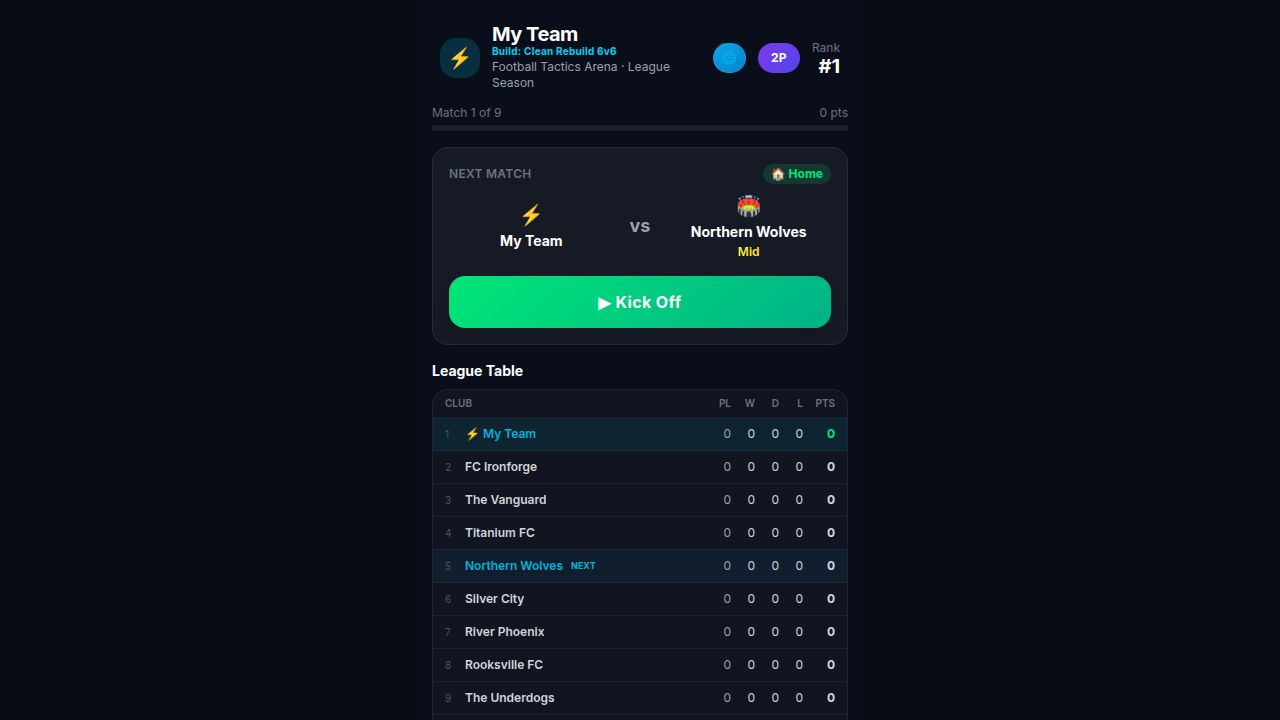 ⚡ My Team
Build: Clean Rebuild 6v6
Football Tactics Arena · League
Season
🌐 2P
Rank
#1
Match 1 of 9 0 pts
NEXT MATCH 🏠 Home
⚡ My Team
vs
Northern Wolves
Mid
▶ Kick Off
League Table
CLUB PL W D L PTS
1 ⚡ My Team 0 0 0 0 0
2 FC Ironforge 0 0 0 0 0
3 The Vanguard 0 0 0 0 0
4 Titanium FC 0 0 0 0 0
5 Northern Wolves NEXT 0 0 0 0 0
6 Silver City 0 0 0 0 0
7 River Phoenix 0 0 0 0 0
8 Rooksville FC 0 0 0 0 0
9 The Underdogs 0 0 0 0 0